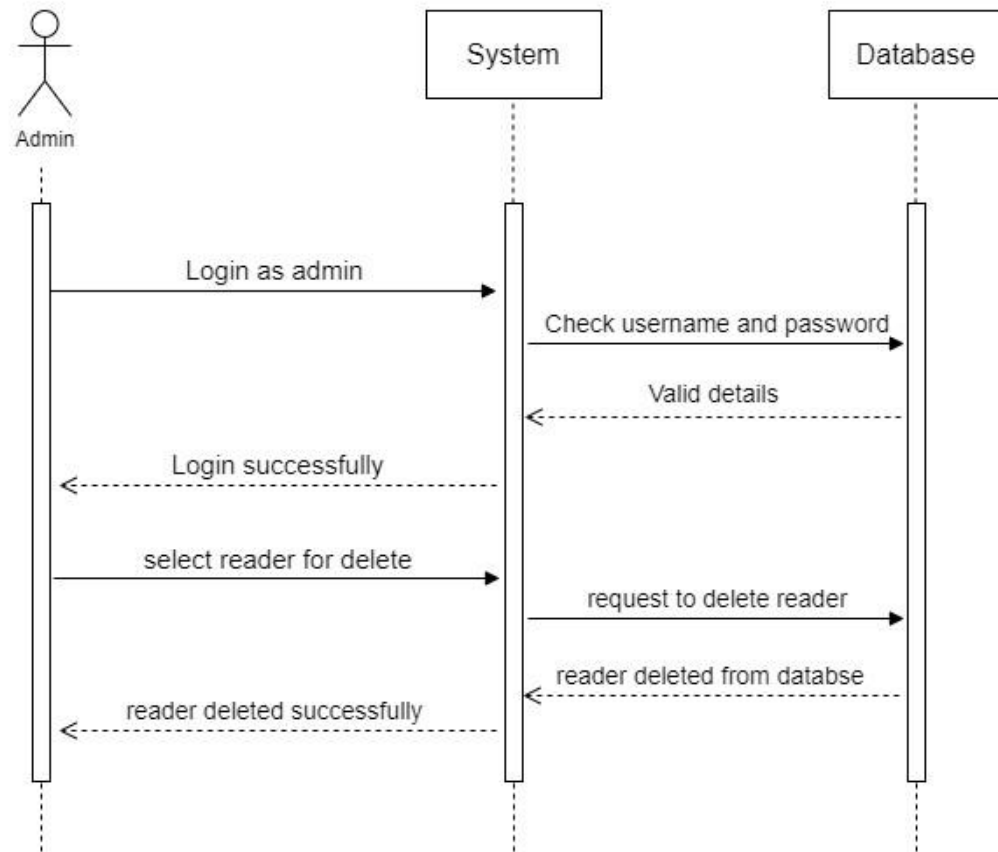 System
Database
Admin
Login as admin
Check username and password
Valid details
Login successfully
select reader for delete
request to delete reader
reader deleted from databse
reader deleted successfully